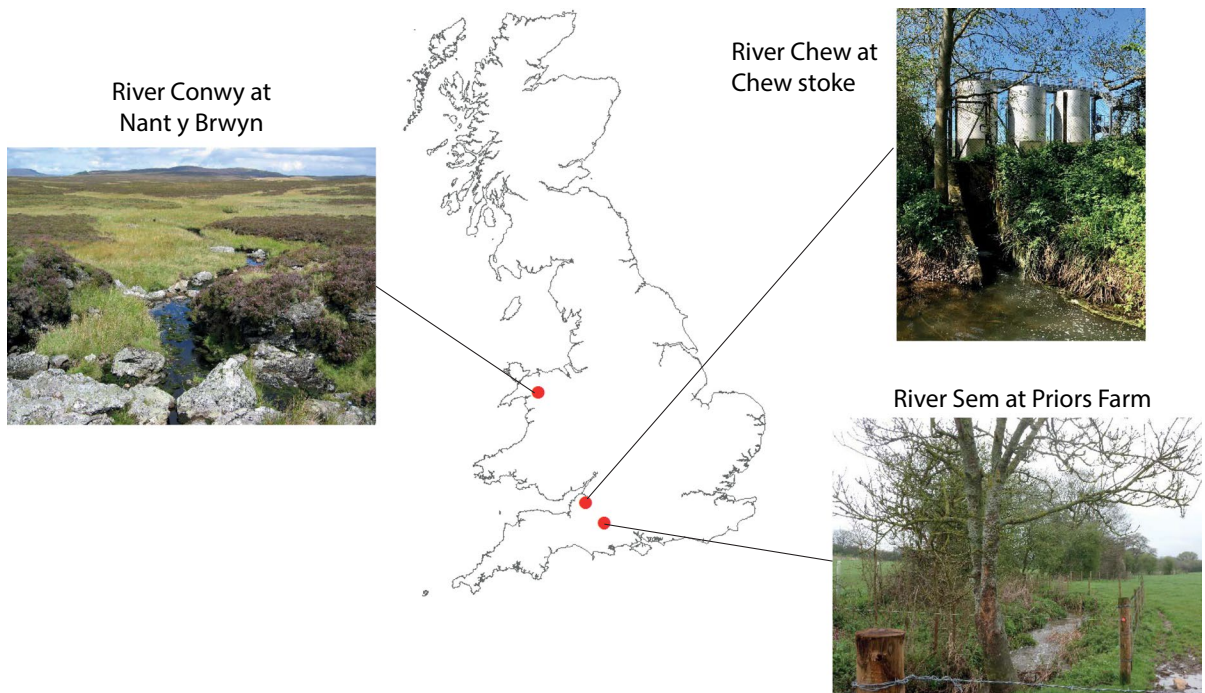 River Conwy at
Nant y Brwyn
River Chew at
Chew stoke
River Sem at Priors Farm